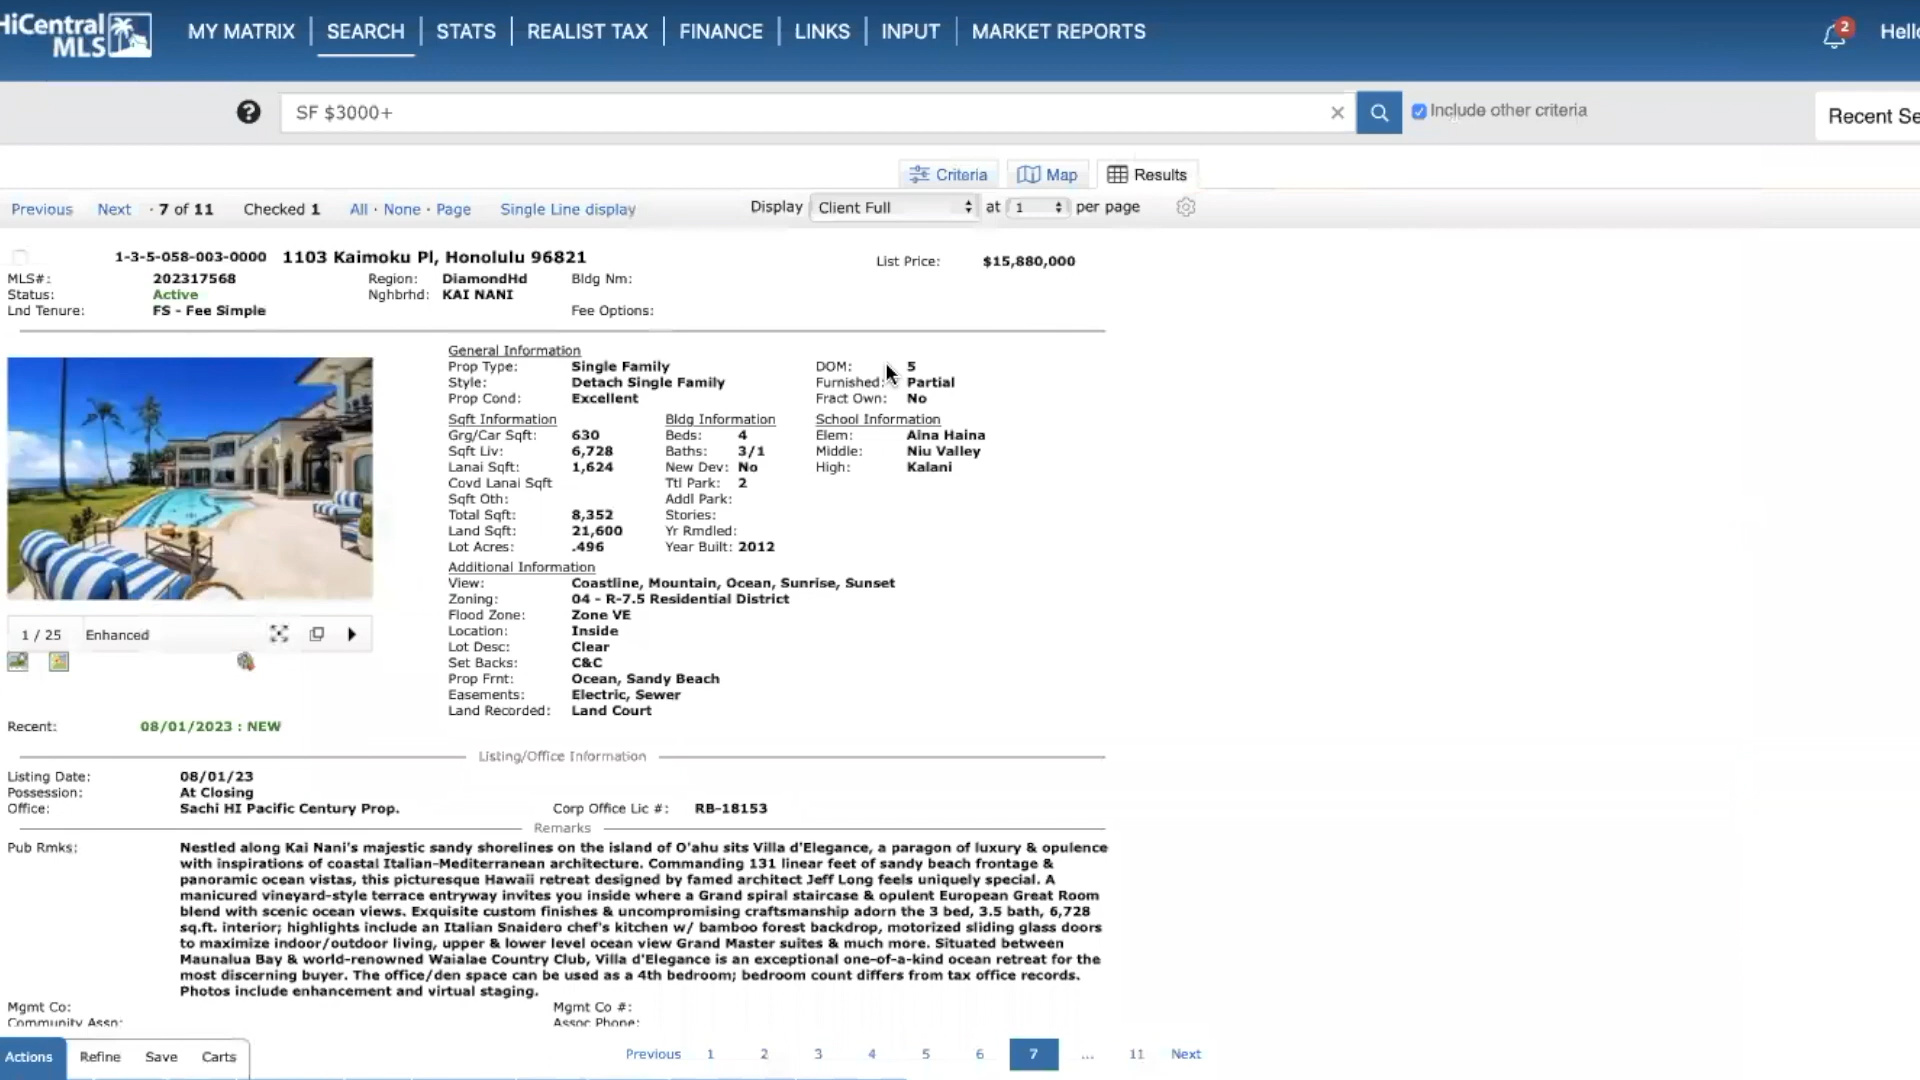 HiCentral MLS
MY MATRIX SEARCH STATS REALIST TAX FINANCE LINKS INPUT MARKET REPORTS 2 Hello
? SF $3000+ × Include other criteria Recent Se
Criteria Map Results
Previous Next · 7 of 11 Checked 1 All · None · Page Single Line display Display Client Full at 1 per page
1-3-5-058-003-0000 1103 Kaimoku Pl, Honolulu 96821 List Price: $15,880,000
MLS#: 202317568 Region: DiamondHd Bldg Nm:
Status: Active Nghbrhd: KAI NANI
Lnd Tenure: FS - Fee Simple Fee Options:
General Information
Prop Type: Single Family DOM: 5
Style: Detach Single Family Furnished: Partial
Prop Cond: Excellent Fract Own: No
Sqft Information Bldg Information School Information
Grg/Car Sqft: 630 Beds: 4 Elem: Aina Haina
Sqft Liv: 6,728 Baths: 3/1 Middle: Niu Valley
Lanai Sqft: 1,624 New Dev: No High: Kalani
Covd Lanai Sqft Ttl Park: 2
Sqft Oth: Addl Park:
Total Sqft: 8,352 Stories:
Land Sqft: 21,600 Yr Rmdled:
Lot Acres: .496 Year Built: 2012
Additional Information
View: Coastline, Mountain, Ocean, Sunrise, Sunset
Zoning: 04 - R-7.5 Residential District
Flood Zone: Zone VE
Location: Inside
Lot Desc: Clear
Set Backs: C&C
Prop Frnt: Ocean, Sandy Beach
Easements: Electric, Sewer
Land Recorded: Land Court
1 / 25 Enhanced
Recent: 08/01/2023 : NEW
Listing/Office Information
Listing Date: 08/01/23
Possession: At Closing
Office: Sachi HI Pacific Century Prop. Corp Office Lic #: RB-18153
Remarks
Pub Rmks: Nestled along Kai Nani's majestic sandy shorelines on the island of O'ahu sits Villa d'Elegance, a paragon of luxury & opulence
with inspirations of coastal Italian-Mediterranean architecture. Commanding 131 linear feet of sandy beach frontage &
panoramic ocean vistas, this picturesque Hawaii retreat designed by famed architect Jeff Long feels uniquely special. A
manicured vineyard-style terrace entryway invites you inside where a Grand spiral staircase & opulent European Great Room
blend with scenic ocean views. Exquisite custom finishes & uncompromising craftsmanship adorn the 3 bed, 3.5 bath, 6,728
sq.ft. interior; highlights include an Italian Snaidero chef's kitchen w/ bamboo forest backdrop, motorized sliding glass doors
to maximize indoor/outdoor living, upper & lower level ocean view Grand Master suites & much more. Situated between
Maunalua Bay & world-renowned Waialae Country Club, Villa d'Elegance is an exceptional one-of-a-kind ocean retreat for the
most discerning buyer. The office/den space can be used as a 4th bedroom; bedroom count differs from tax office records.
Photos include enhancement and virtual staging.
Mgmt Co: Mgmt Co #:
Community Assn: Assoc Phone:
Actions Refine Save Carts Previous 1 2 3 4 5 6 7 ... 11 Next